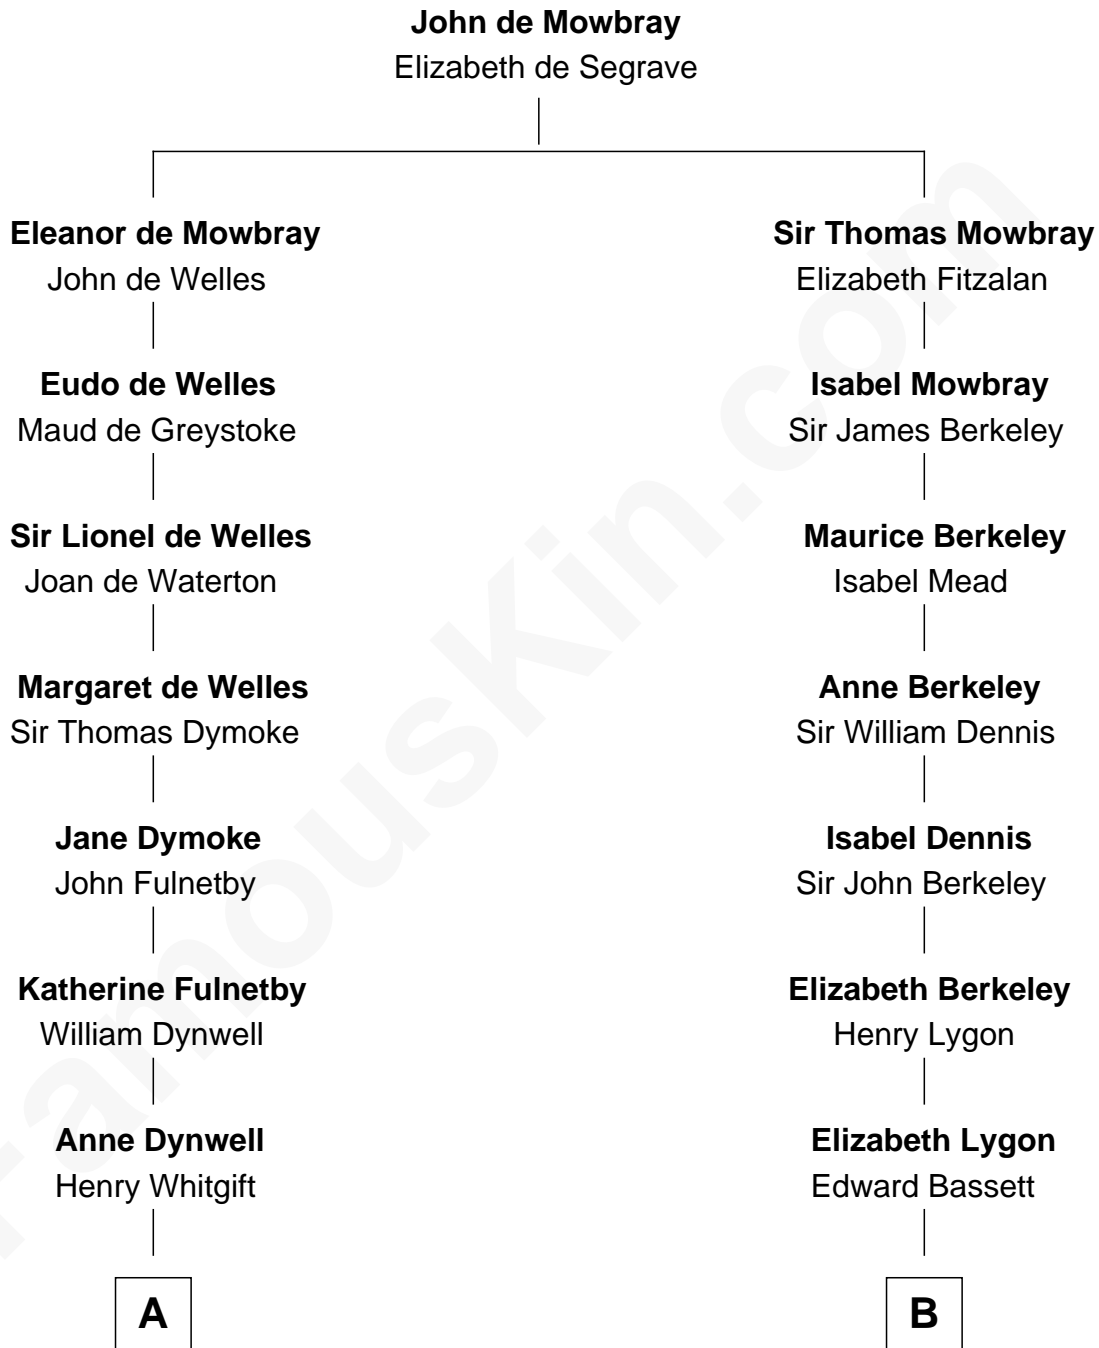 John de Mowbray
Elizabeth de Segrave
Eleanor de Mowbray
John de Welles
Sir Thomas Mowbray
Elizabeth Fitzalan
Eudo de Welles
Maud de Greystoke
Isabel Mowbray
Sir James Berkeley
Sir Lionel de Welles
Joan de Waterton
Maurice Berkeley
Isabel Mead
Margaret de Welles
Sir Thomas Dymoke
Anne Berkeley
Sir William Dennis
Jane Dymoke
John Fulnetby
Isabel Dennis
Sir John Berkeley
Katherine Fulnetby
William Dynwell
Elizabeth Berkeley
Henry Lygon
Anne Dynwell
Henry Whitgift
Elizabeth Lygon
Edward Bassett
A
B
FamousKin.com